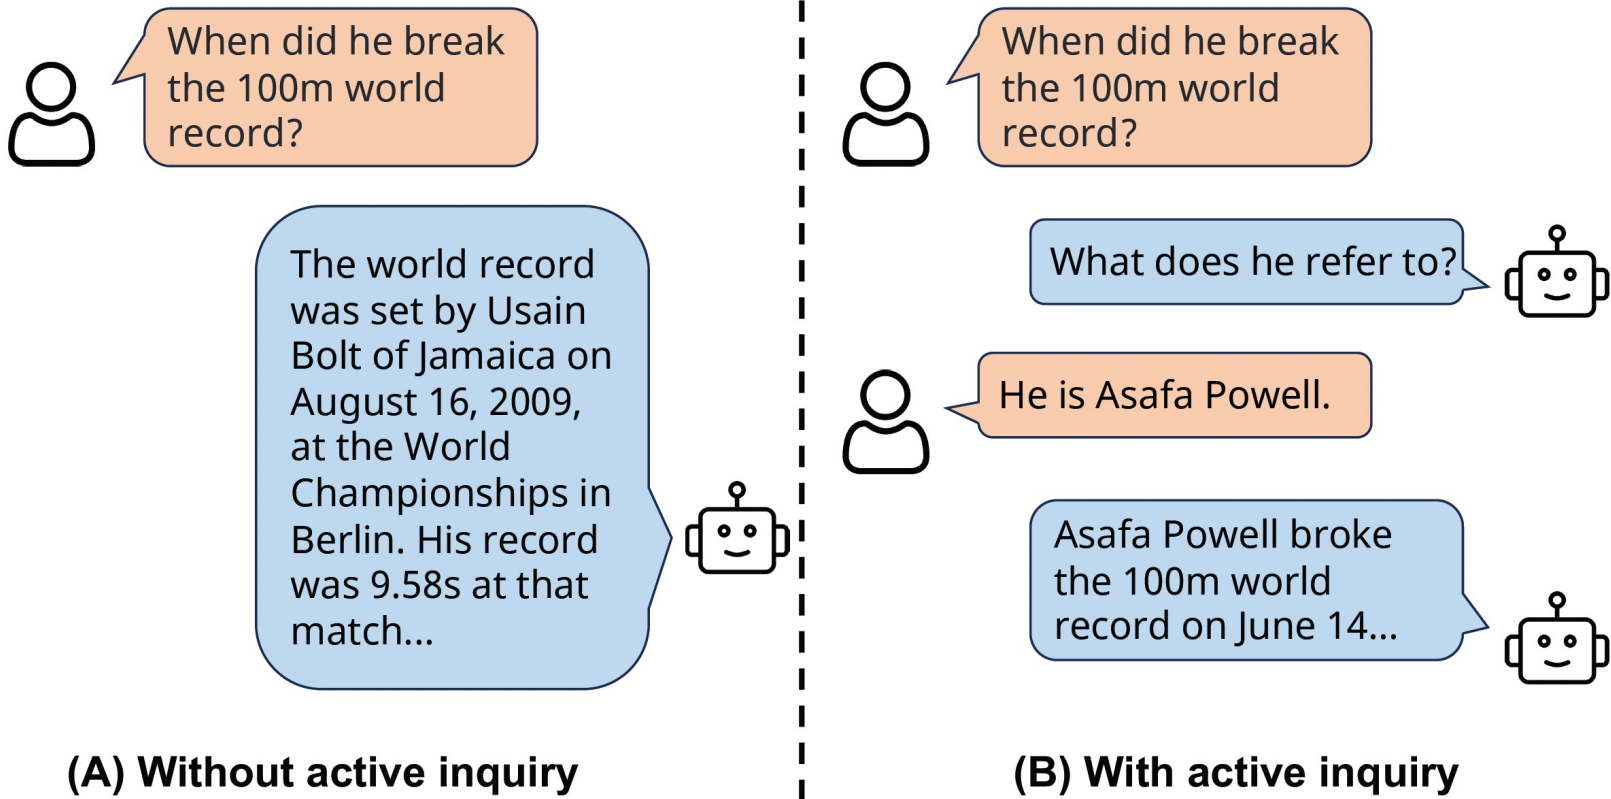 When did he break
the 100m world
record?
The world record
was set by Usain
Bolt of Jamaica on
August 16, 2009,
at the World
Championships in
Berlin. His record
was 9.58s at that
match...
(A) Without active inquiry
When did he break
the 100m world
record?
What does he refer to?
He is Asafa Powell.
Asafa Powell broke
the 100m world
record on June 14...
(B) With active inquiry